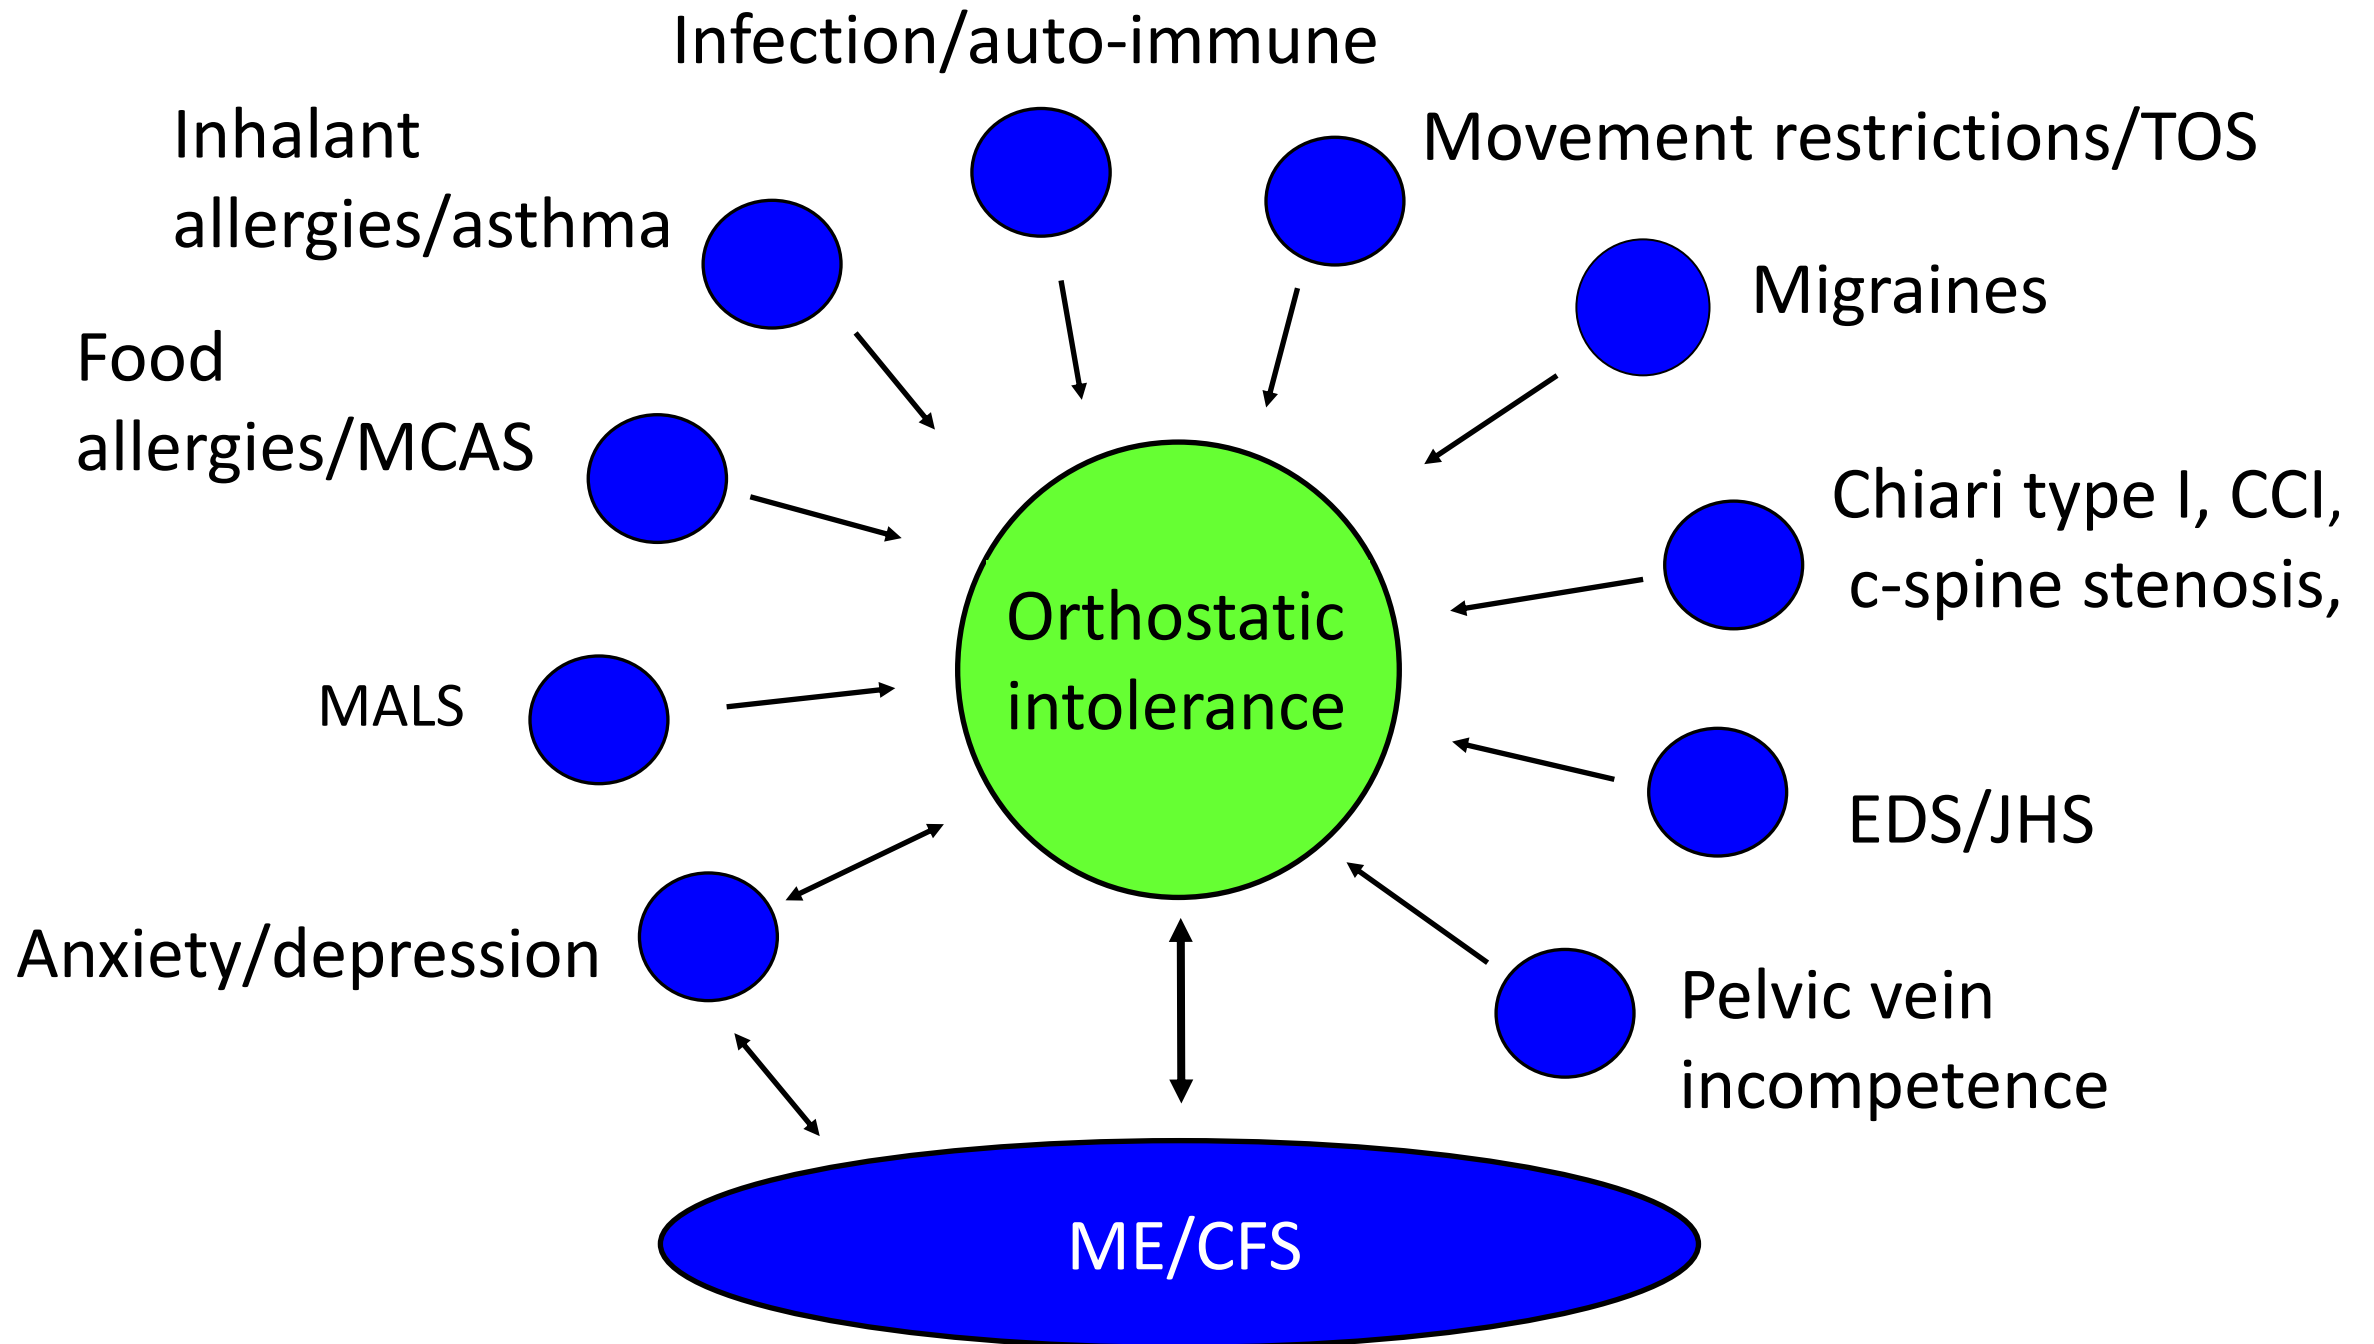 Infection/auto-immune
Inhalant
allergies/asthma
Movement restrictions/TOS
Migraines
Food
allergies/MCAS
Chiari type I, CCI,
c-spine stenosis,
Orthostatic
intolerance
MALS
EDS/JHS
Anxiety/depression
Pelvic vein
incompetence
ME/CFS